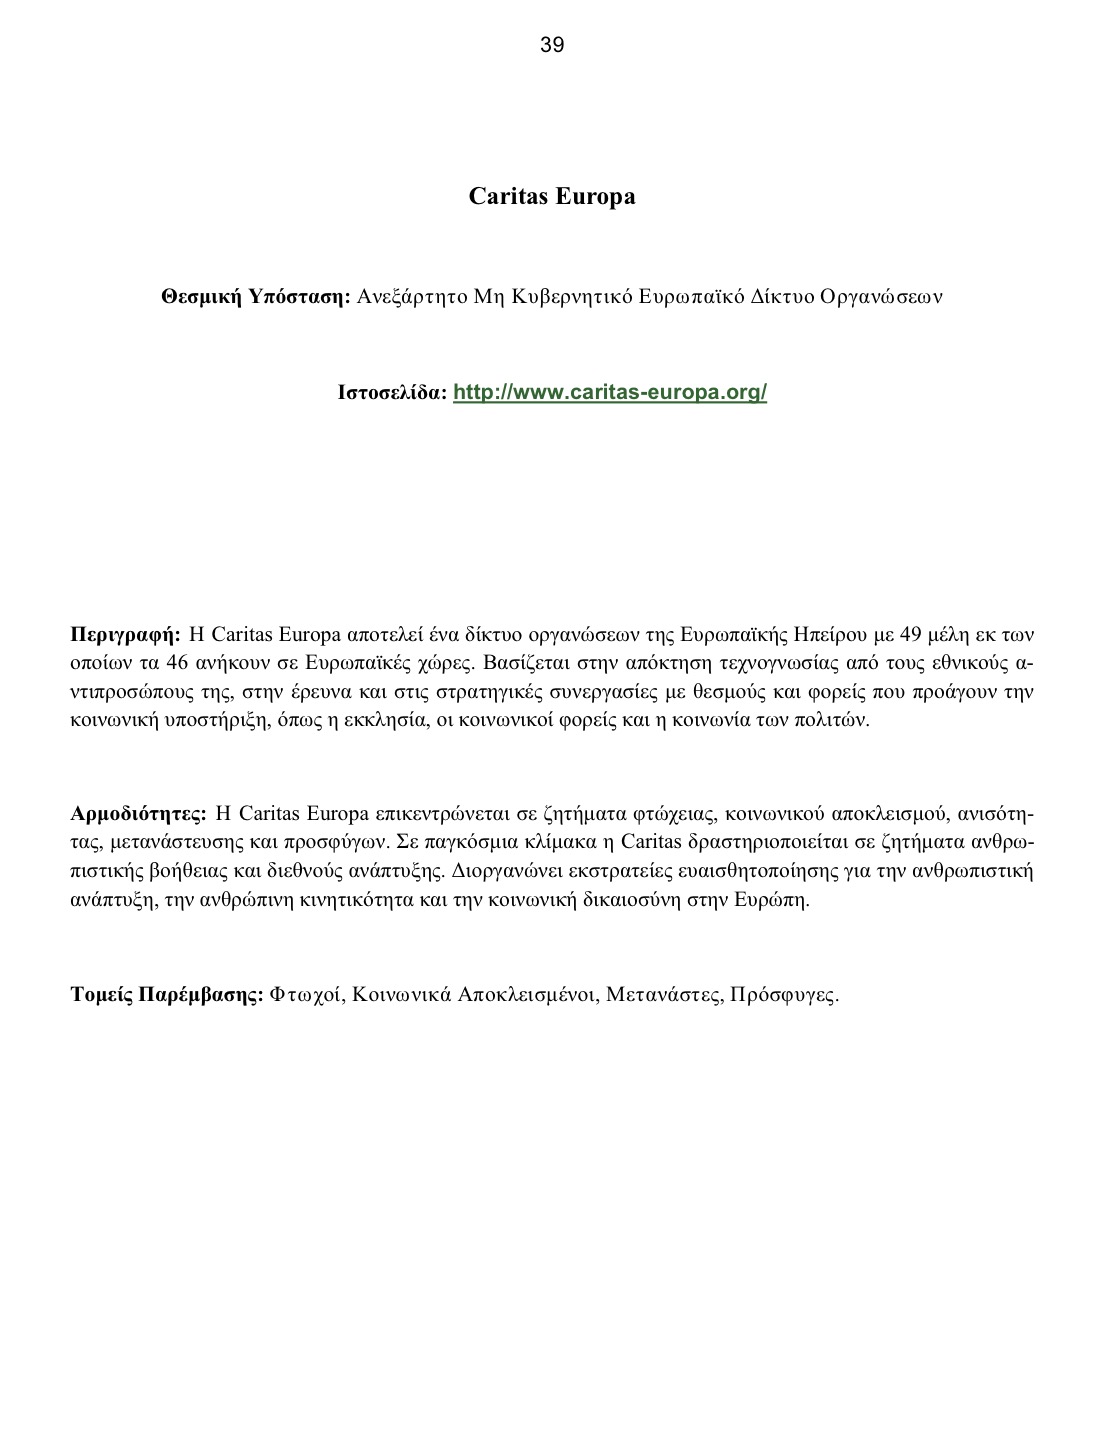 39
Caritas Europa
Θεσμική Υπόσταση: Ανεξάρτητο Μη Κυβερνητικό Ευρωπαϊκό Δίκτυο Οργανώσεων
Ιστοσελίδα: http://www.caritas-europa.org/
Περιγραφή: Η Caritas Europa αποτελεί ένα δίκτυο οργανώσεων της Ευρωπαϊκής Ηπείρου με 49 μέλη εκ των
οποίων τα 46 ανήκουν σε Ευρωπαϊκές χώρες. Βασίζεται στην απόκτηση τεχνογνωσίας από τους εθνικούς α-
ντιπροσώπους της, στην έρευνα και στις στρατηγικές συνεργασίες με θεσμούς και φορείς που προάγουν την
κοινωνική υποστήριξη, όπως η εκκλησία, οι κοινωνικοί φορείς και η κοινωνία των πολιτών.
Αρμοδιότητες: Η Caritas Europa επικεντρώνεται σε ζητήματα φτώχειας, κοινωνικού αποκλεισμού, ανισότη-
τας, μετανάστευσης και προσφύγων. Σε παγκόσμια κλίμακα η Caritas δραστηριοποιείται σε ζητήματα ανθρω-
πιστικής βοήθειας και διεθνούς ανάπτυξης. Διοργανώνει εκστρατείες ευαισθητοποίησης για την ανθρωπιστική
ανάπτυξη, την ανθρώπινη κινητικότητα και την κοινωνική δικαιοσύνη στην Ευρώπη.
Τομείς Παρέμβασης: Φτωχοί, Κοινωνικά Αποκλεισμένοι, Μετανάστες, Πρόσφυγες.